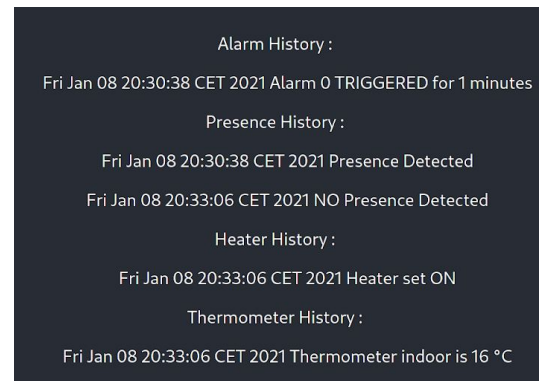 Alarm History :
Fri Jan 08 20:30:38 CET 2021 Alarm 0 TRIGGERED for 1 minutes
Presence History :
Fri Jan 08 20:30:38 CET 2021 Presence Detected
Fri Jan 08 20:33:06 CET 2021 NO Presence Detected
Heater History :
Fri Jan 08 20:33:06 CET 2021 Heater set ON
Thermometer History :
Fri Jan 08 20:33:06 CET 2021 Thermometer indoor is 16 °C